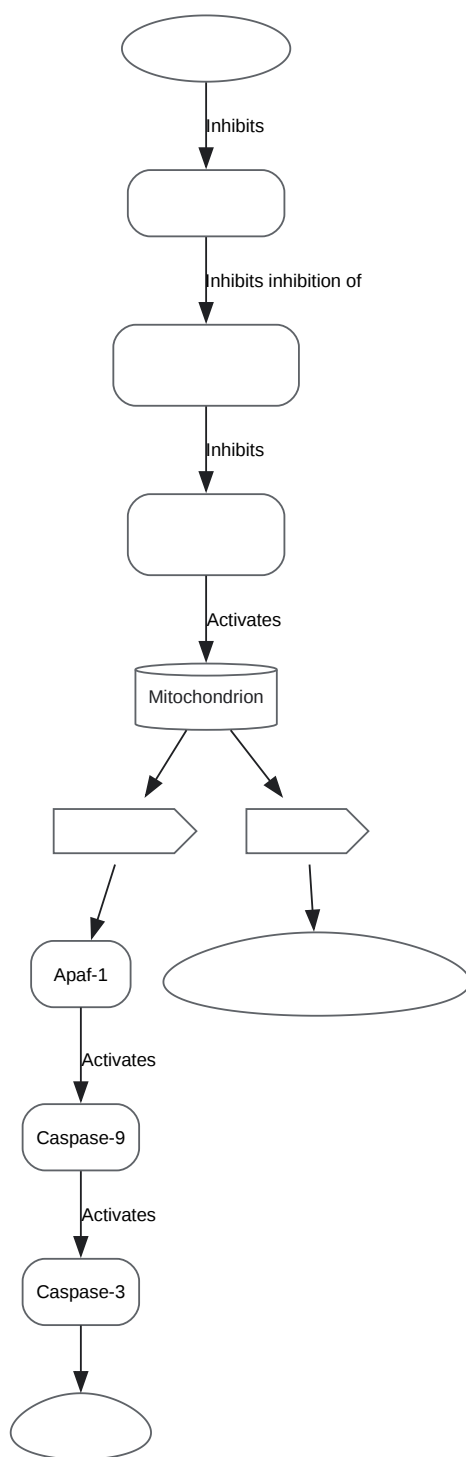 Inhibits
Inhibits inhibition of
Inhibits
Activates
Mitochondrion
Apaf-1
Activates
Caspase-9
Activates
Caspase-3